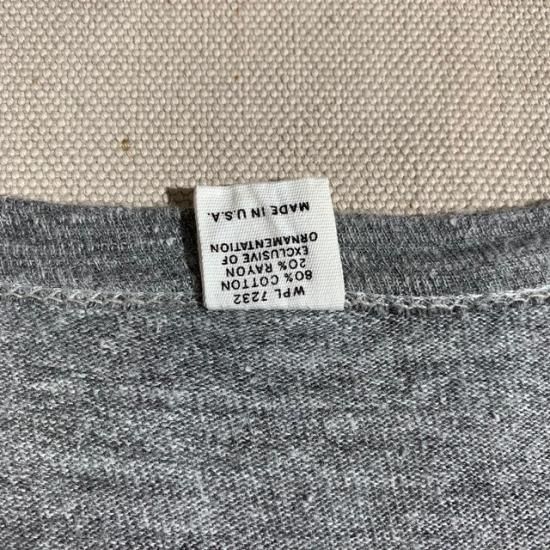 WPL 7232
80% COTTON
20% RAYON
EXCLUSIVE OF
ORNAMENTATION
MADE IN U.S.A.